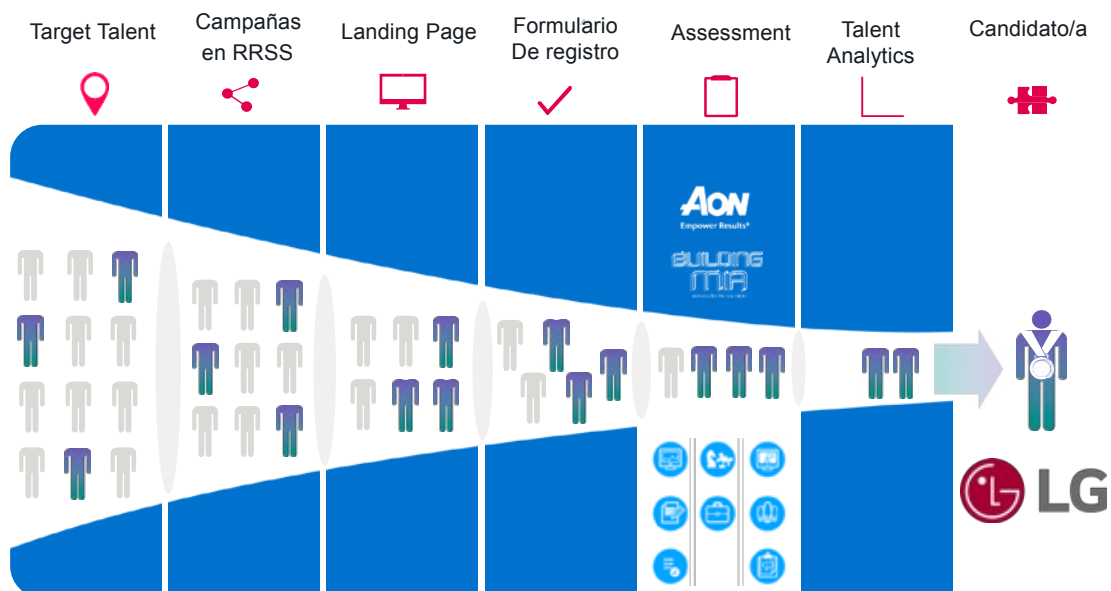 Target Talent
Campañas
en RRSS
Landing Page
Formulario
De registro
Assessment
Talent
Analytics
Candidato/a
AON
Empower Results®
BUILDING
MIA
LG